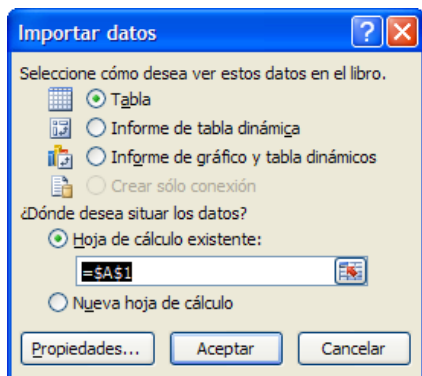 Importar datos
Seleccione cómo desea ver estos datos en el libro.
Tabla
Informe de tabla dinámica
Informe de gráfico y tabla dinámicos
Crear sólo conexión
¿Dónde desea situar los datos?
Hoja de cálculo existente:
=$A$1
Nueva hoja de cálculo
Propiedades... Aceptar Cancelar